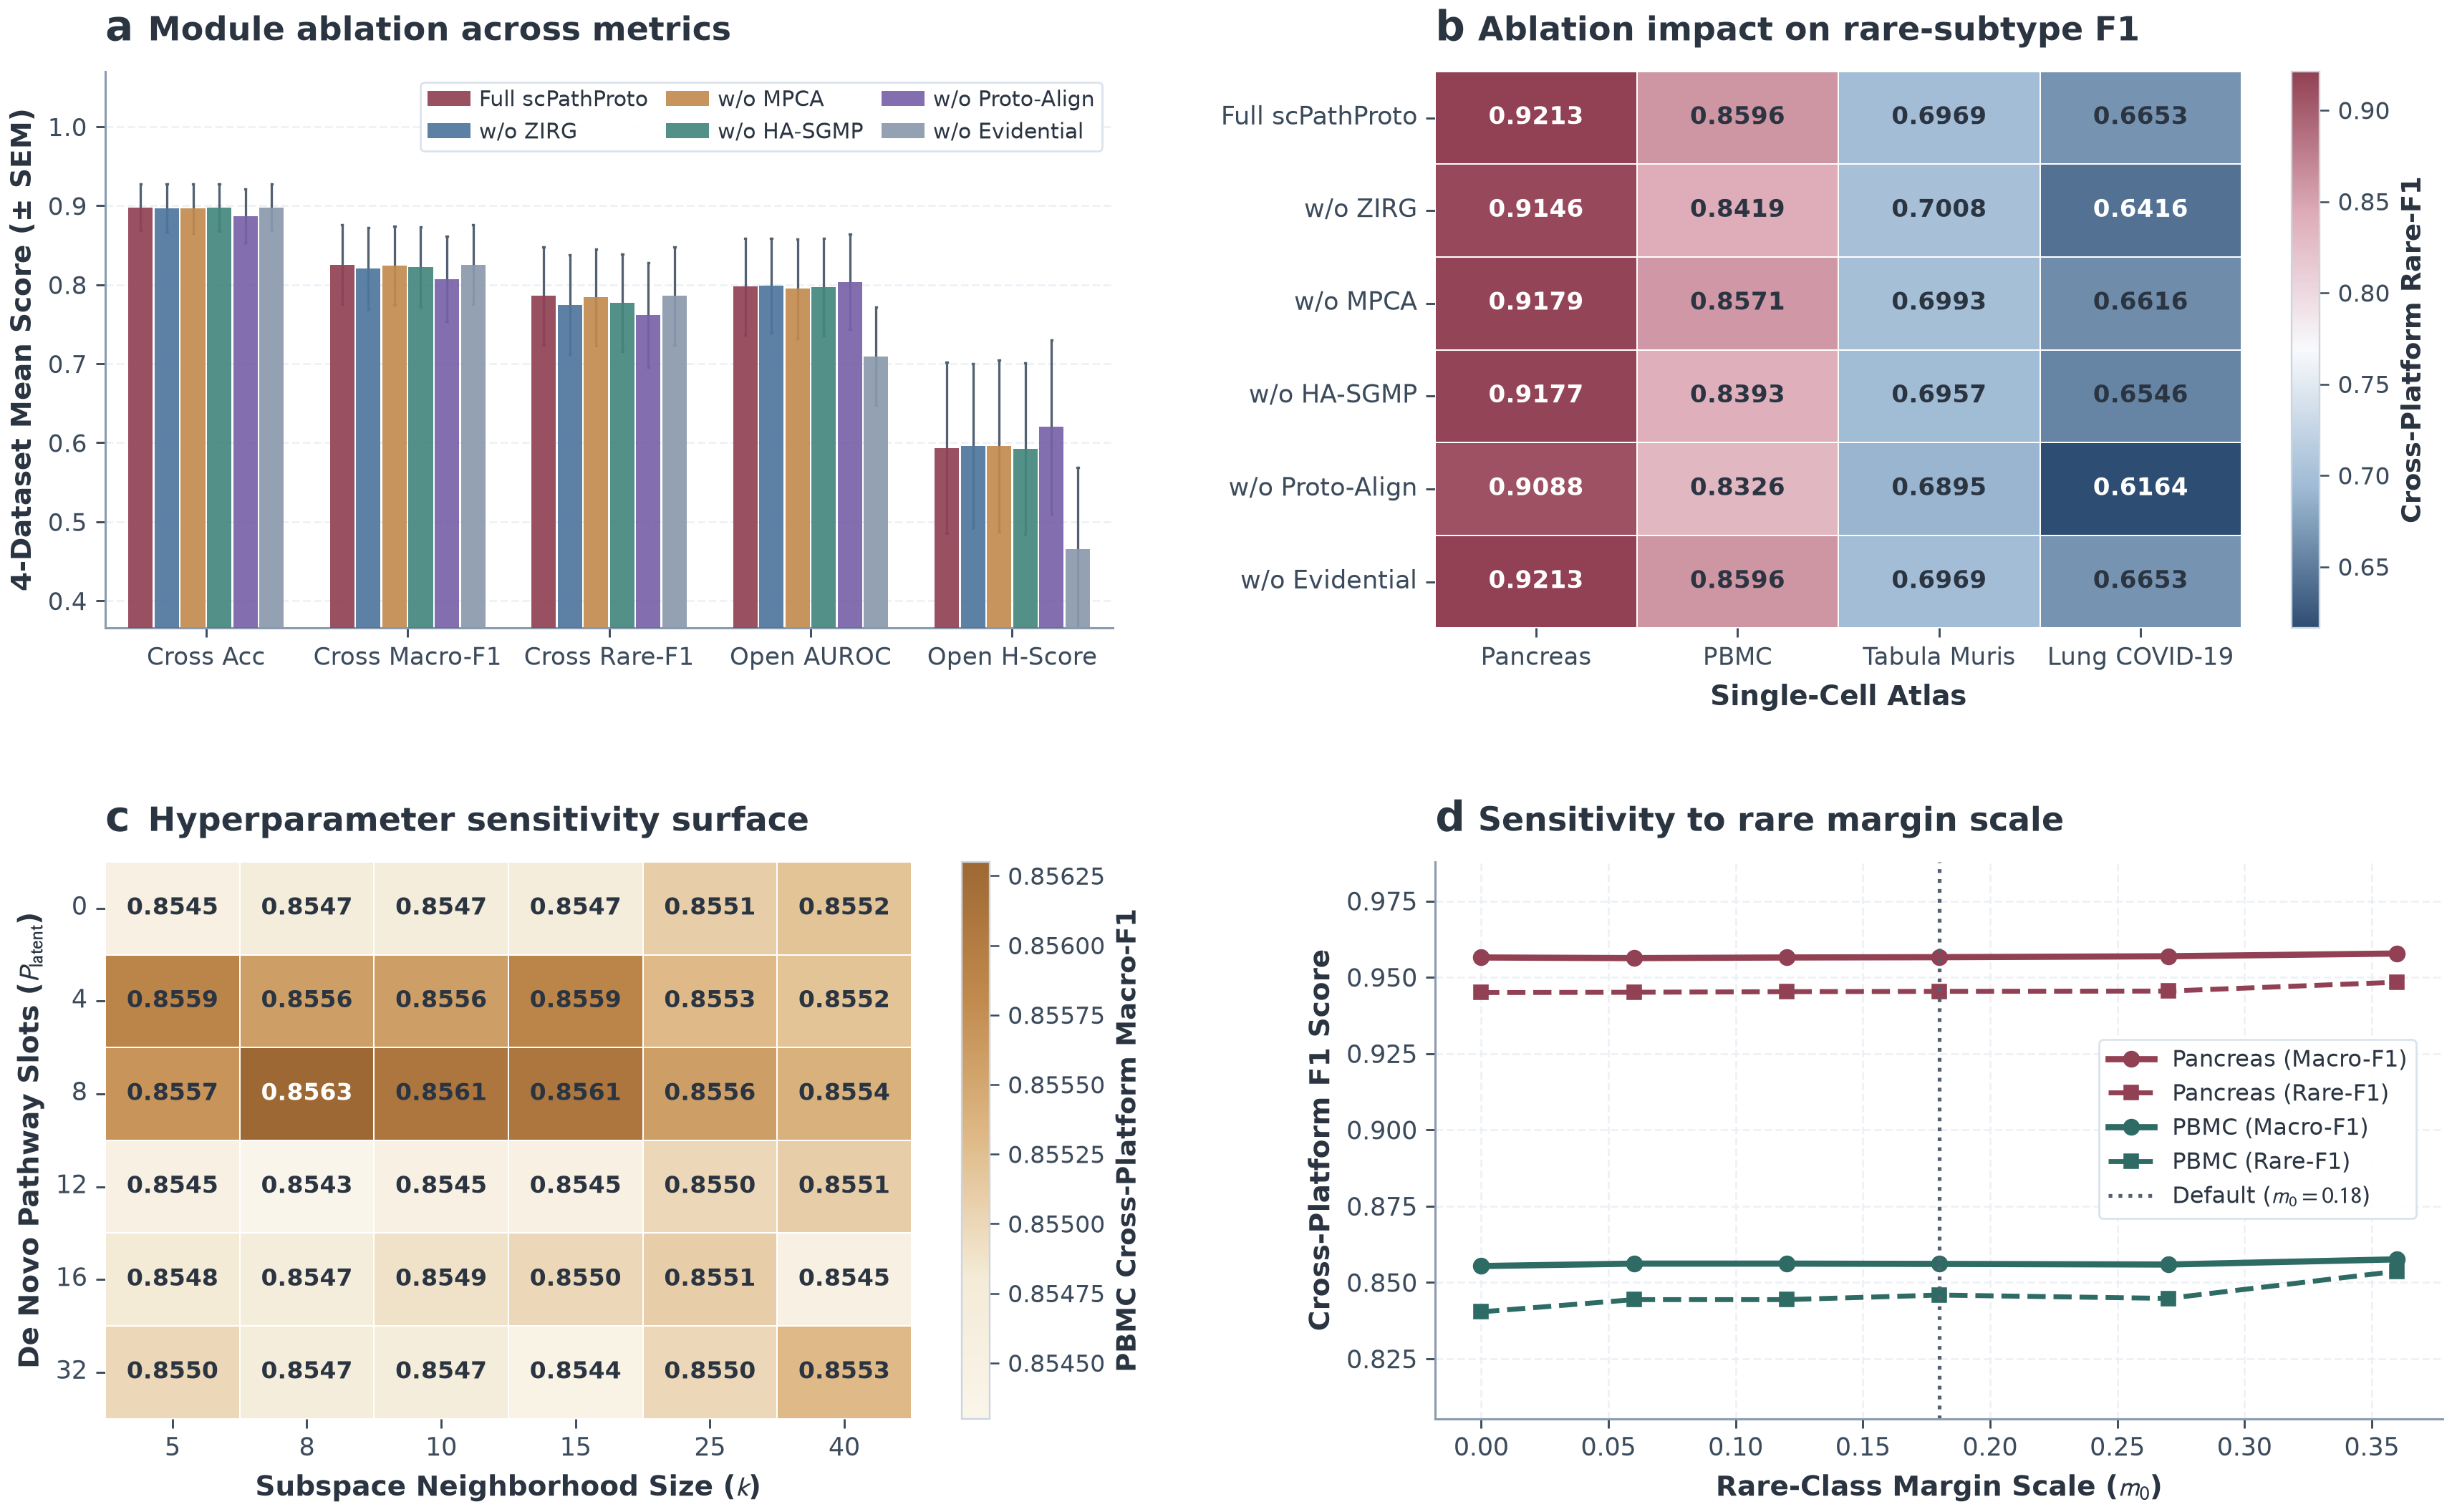 a Module ablation across metrics
4-Dataset Mean Score (± SEM)
1.0
0.9
0.8
0.7
0.6
0.5
0.4
Full scPathProto
w/o ZIRG
w/o MPCA
w/o HA-SGMP
w/o Proto-Align
w/o Evidential
Cross Acc Cross Macro-F1 Cross Rare-F1 Open AUROC Open H-Score
b Ablation impact on rare-subtype F1
Full scPathProto 0.9213 0.8596 0.6969 0.6653
w/o ZIRG 0.9146 0.8419 0.7008 0.6416
w/o MPCA 0.9179 0.8571 0.6993 0.6616
w/o HA-SGMP 0.9177 0.8393 0.6957 0.6546
w/o Proto-Align 0.9088 0.8326 0.6895 0.6164
w/o Evidential 0.9213 0.8596 0.6969 0.6653
Pancreas PBMC Tabula Muris Lung COVID-19
Single-Cell Atlas
0.90
0.85
0.80
0.75
0.70
0.65
Cross-Platform Rare-F1
c Hyperparameter sensitivity surface
De Novo Pathway Slots (P_latent)
0 0.8545 0.8547 0.8547 0.8547 0.8551 0.8552
4 0.8559 0.8556 0.8556 0.8559 0.8553 0.8552
8 0.8557 0.8563 0.8561 0.8561 0.8556 0.8554
12 0.8545 0.8543 0.8545 0.8545 0.8550 0.8551
16 0.8548 0.8547 0.8549 0.8550 0.8551 0.8545
32 0.8550 0.8547 0.8547 0.8544 0.8550 0.8553
5 8 10 15 25 40
Subspace Neighborhood Size (k)
0.85625
0.85600
0.85575
0.85550
0.85525
0.85500
0.85475
0.85450
PBMC Cross-Platform Macro-F1
d Sensitivity to rare margin scale
Cross-Platform F1 Score
0.975
0.950
0.925
0.900
0.875
0.850
0.825
Pancreas (Macro-F1)
Pancreas (Rare-F1)
PBMC (Macro-F1)
PBMC (Rare-F1)
Default (m₀ = 0.18)
0.00 0.05 0.10 0.15 0.20 0.25 0.30 0.35
Rare-Class Margin Scale (m₀)